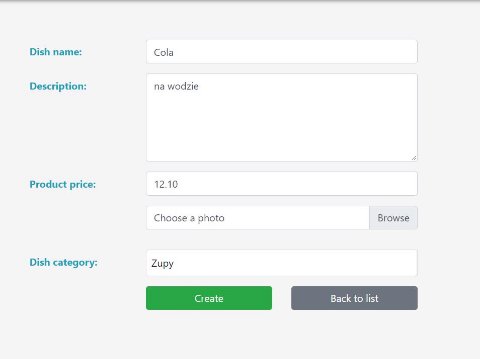 Dish name:
Cola
Description:
na wodzie
Product price:
12.10
Choose a photo
Browse
Dish category:
Zupy
Create
Back to list